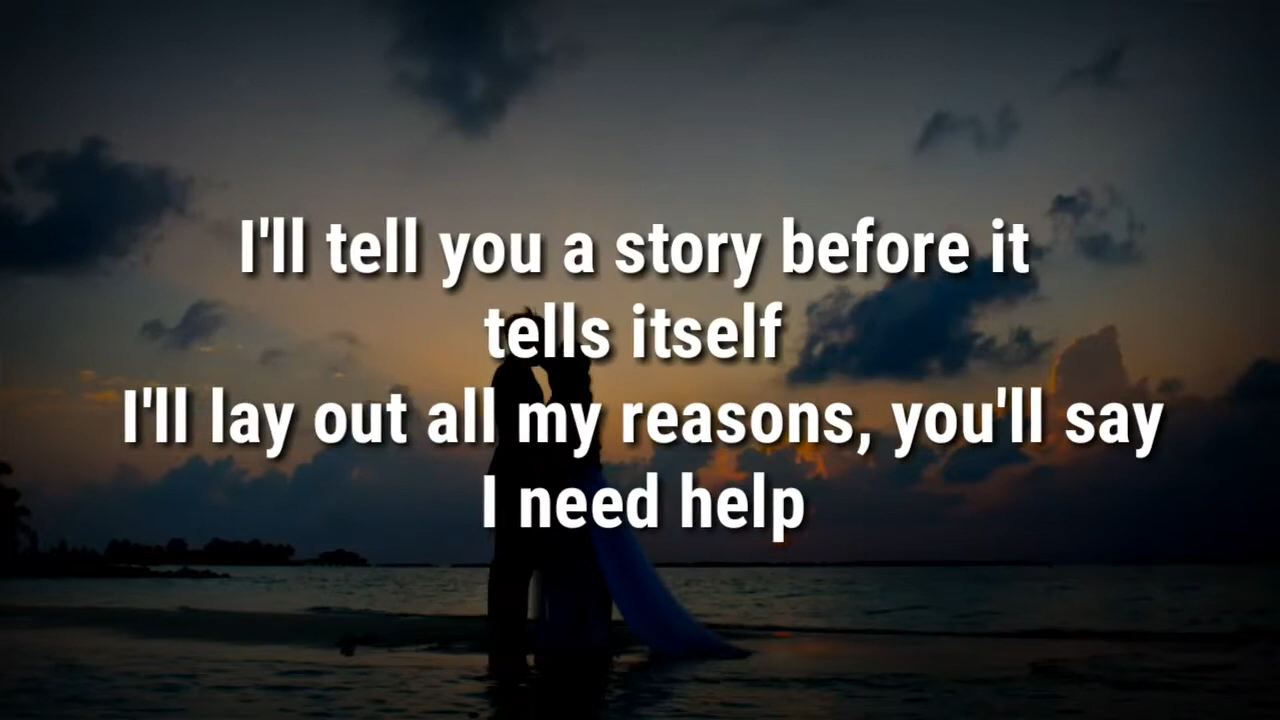 I'll tell you a story before it
tells itself
I'll lay out all my reasons, you'll say
I need help